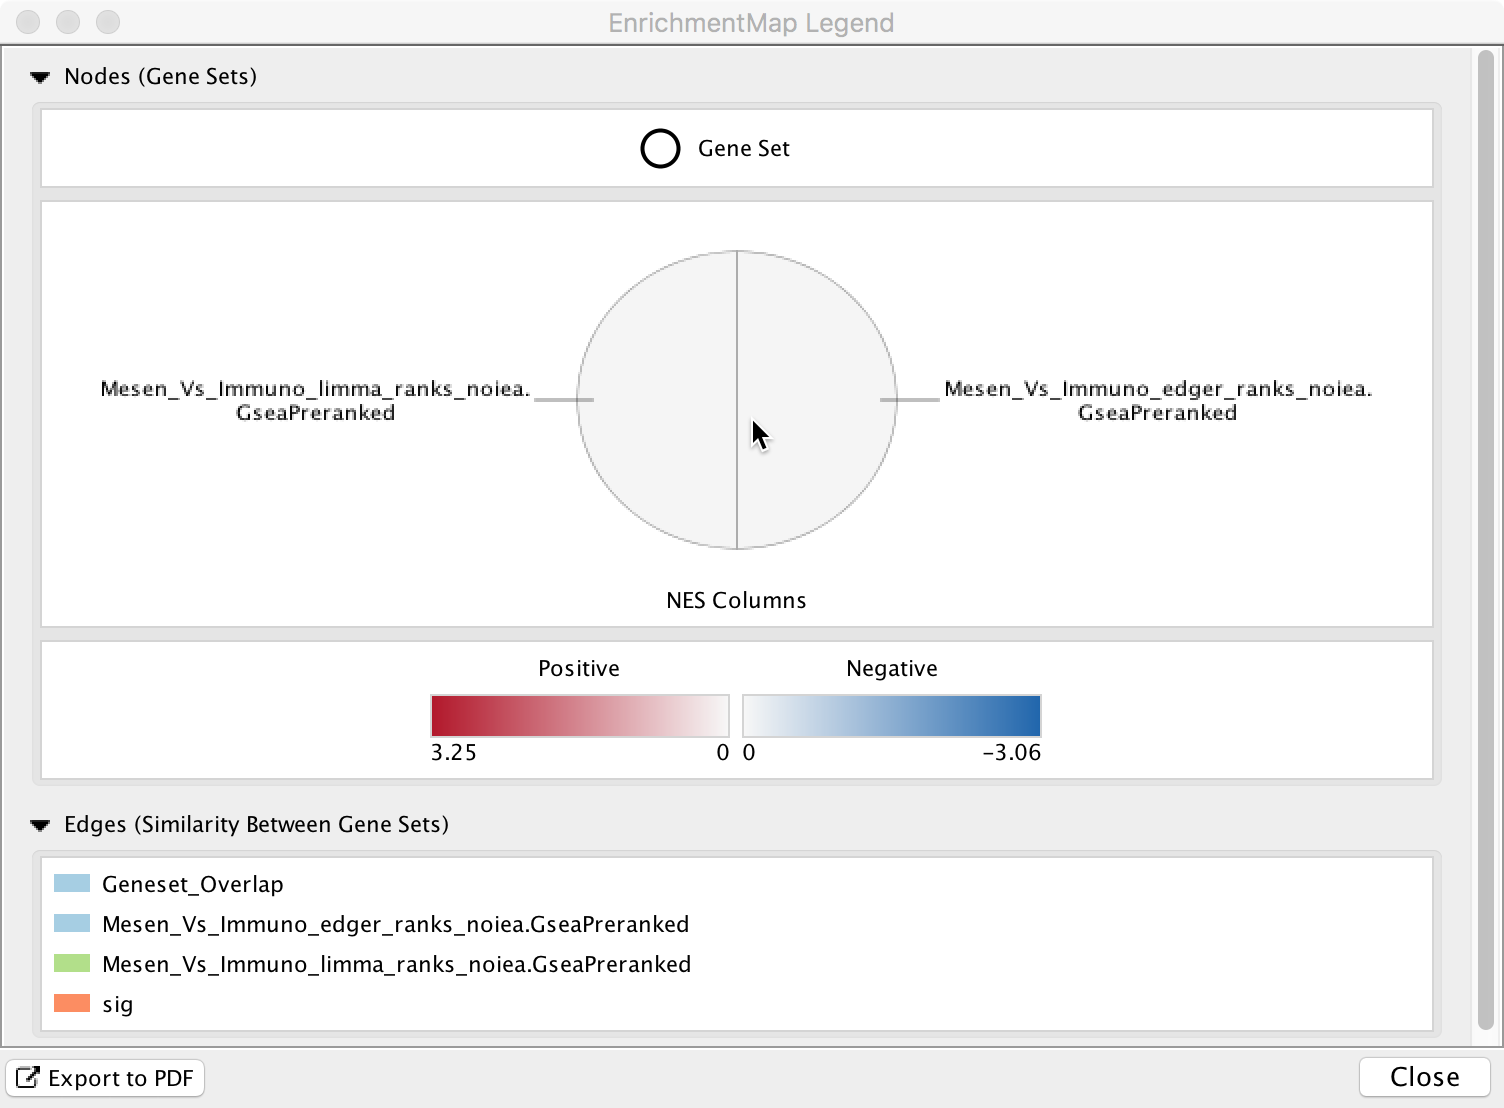 EnrichmentMap Legend
Nodes (Gene Sets)
Gene Set
Mesen_Vs_Immuno_limma_ranks_noiea.
GseaPreranked
Mesen_Vs_Immuno_edger_ranks_noiea.
GseaPreranked
NES Columns
Positive
Negative
3.25
0
0
-3.06
Edges (Similarity Between Gene Sets)
Geneset_Overlap
Mesen_Vs_Immuno_edger_ranks_noiea.GseaPreranked
Mesen_Vs_Immuno_limma_ranks_noiea.GseaPreranked
sig
Export to PDF
Close